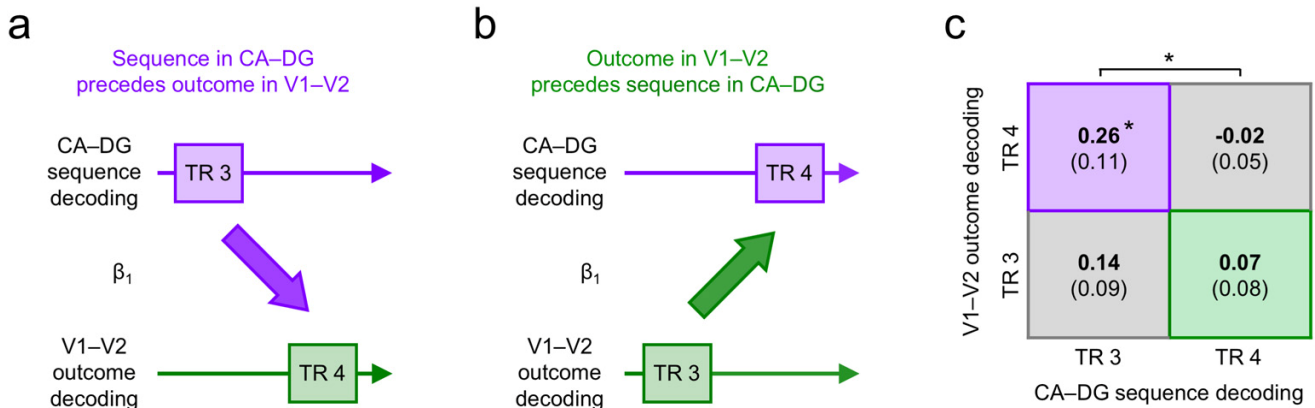 a
Sequence in CA–DG
precedes outcome in V1–V2
CA–DG
sequence
decoding
TR 3
β1
V1–V2
outcome
decoding
TR 4
b
Outcome in V1–V2
precedes sequence in CA–DG
CA–DG
sequence
decoding
TR 4
β1
V1–V2
outcome
decoding
TR 3
c
*
V1–V2 outcome decoding
TR 4
TR 3
0.26 *
(0.11)
-0.02
(0.05)
0.14
(0.09)
0.07
(0.08)
TR 3
TR 4
CA–DG sequence decoding